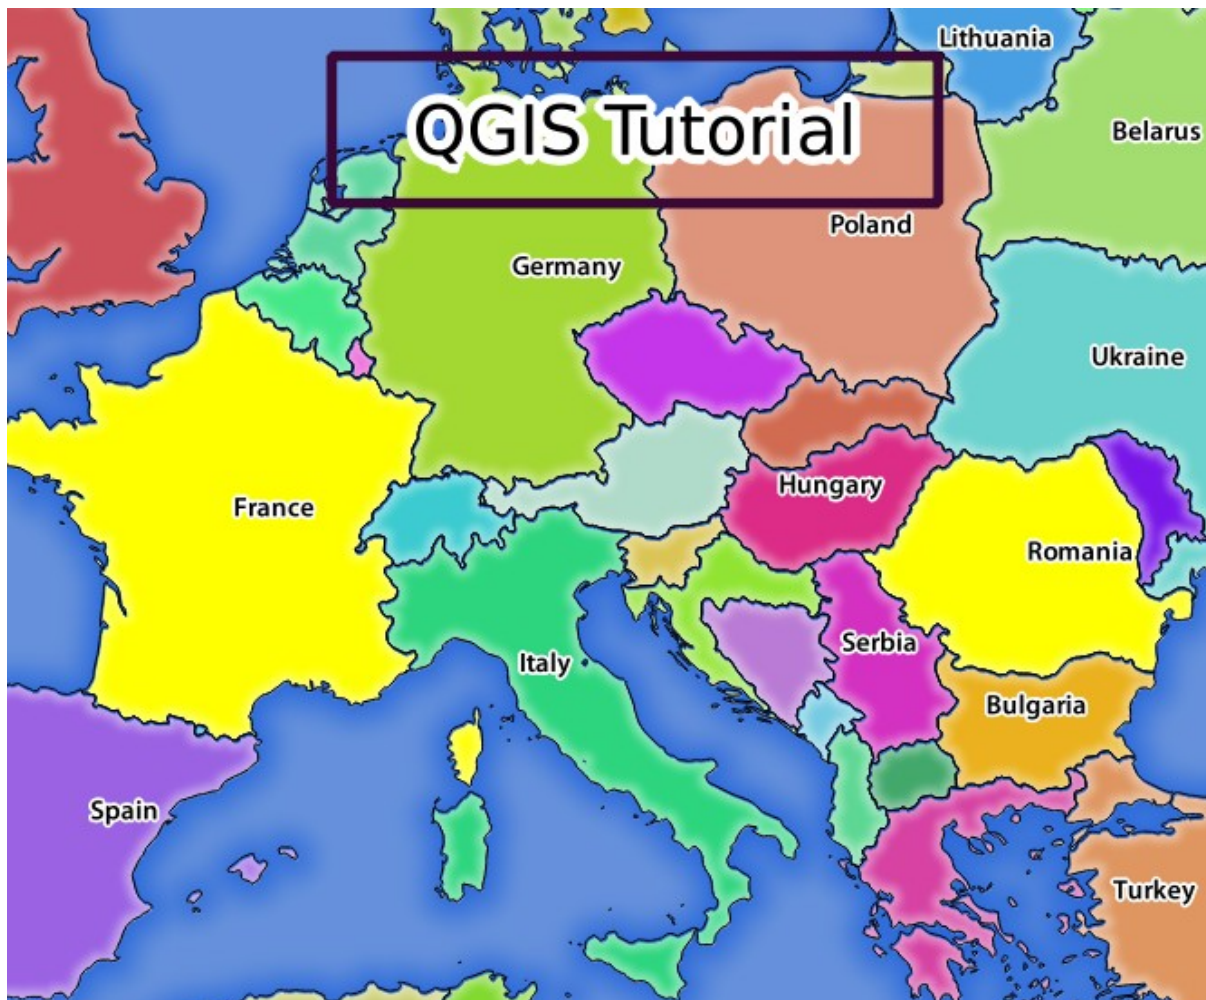 Lithuania
QGIS Tutorial
Belarus
Poland
Germany
Ukraine
Hungary
France
Romania
Serbia
Italy
Bulgaria
Spain
Turkey